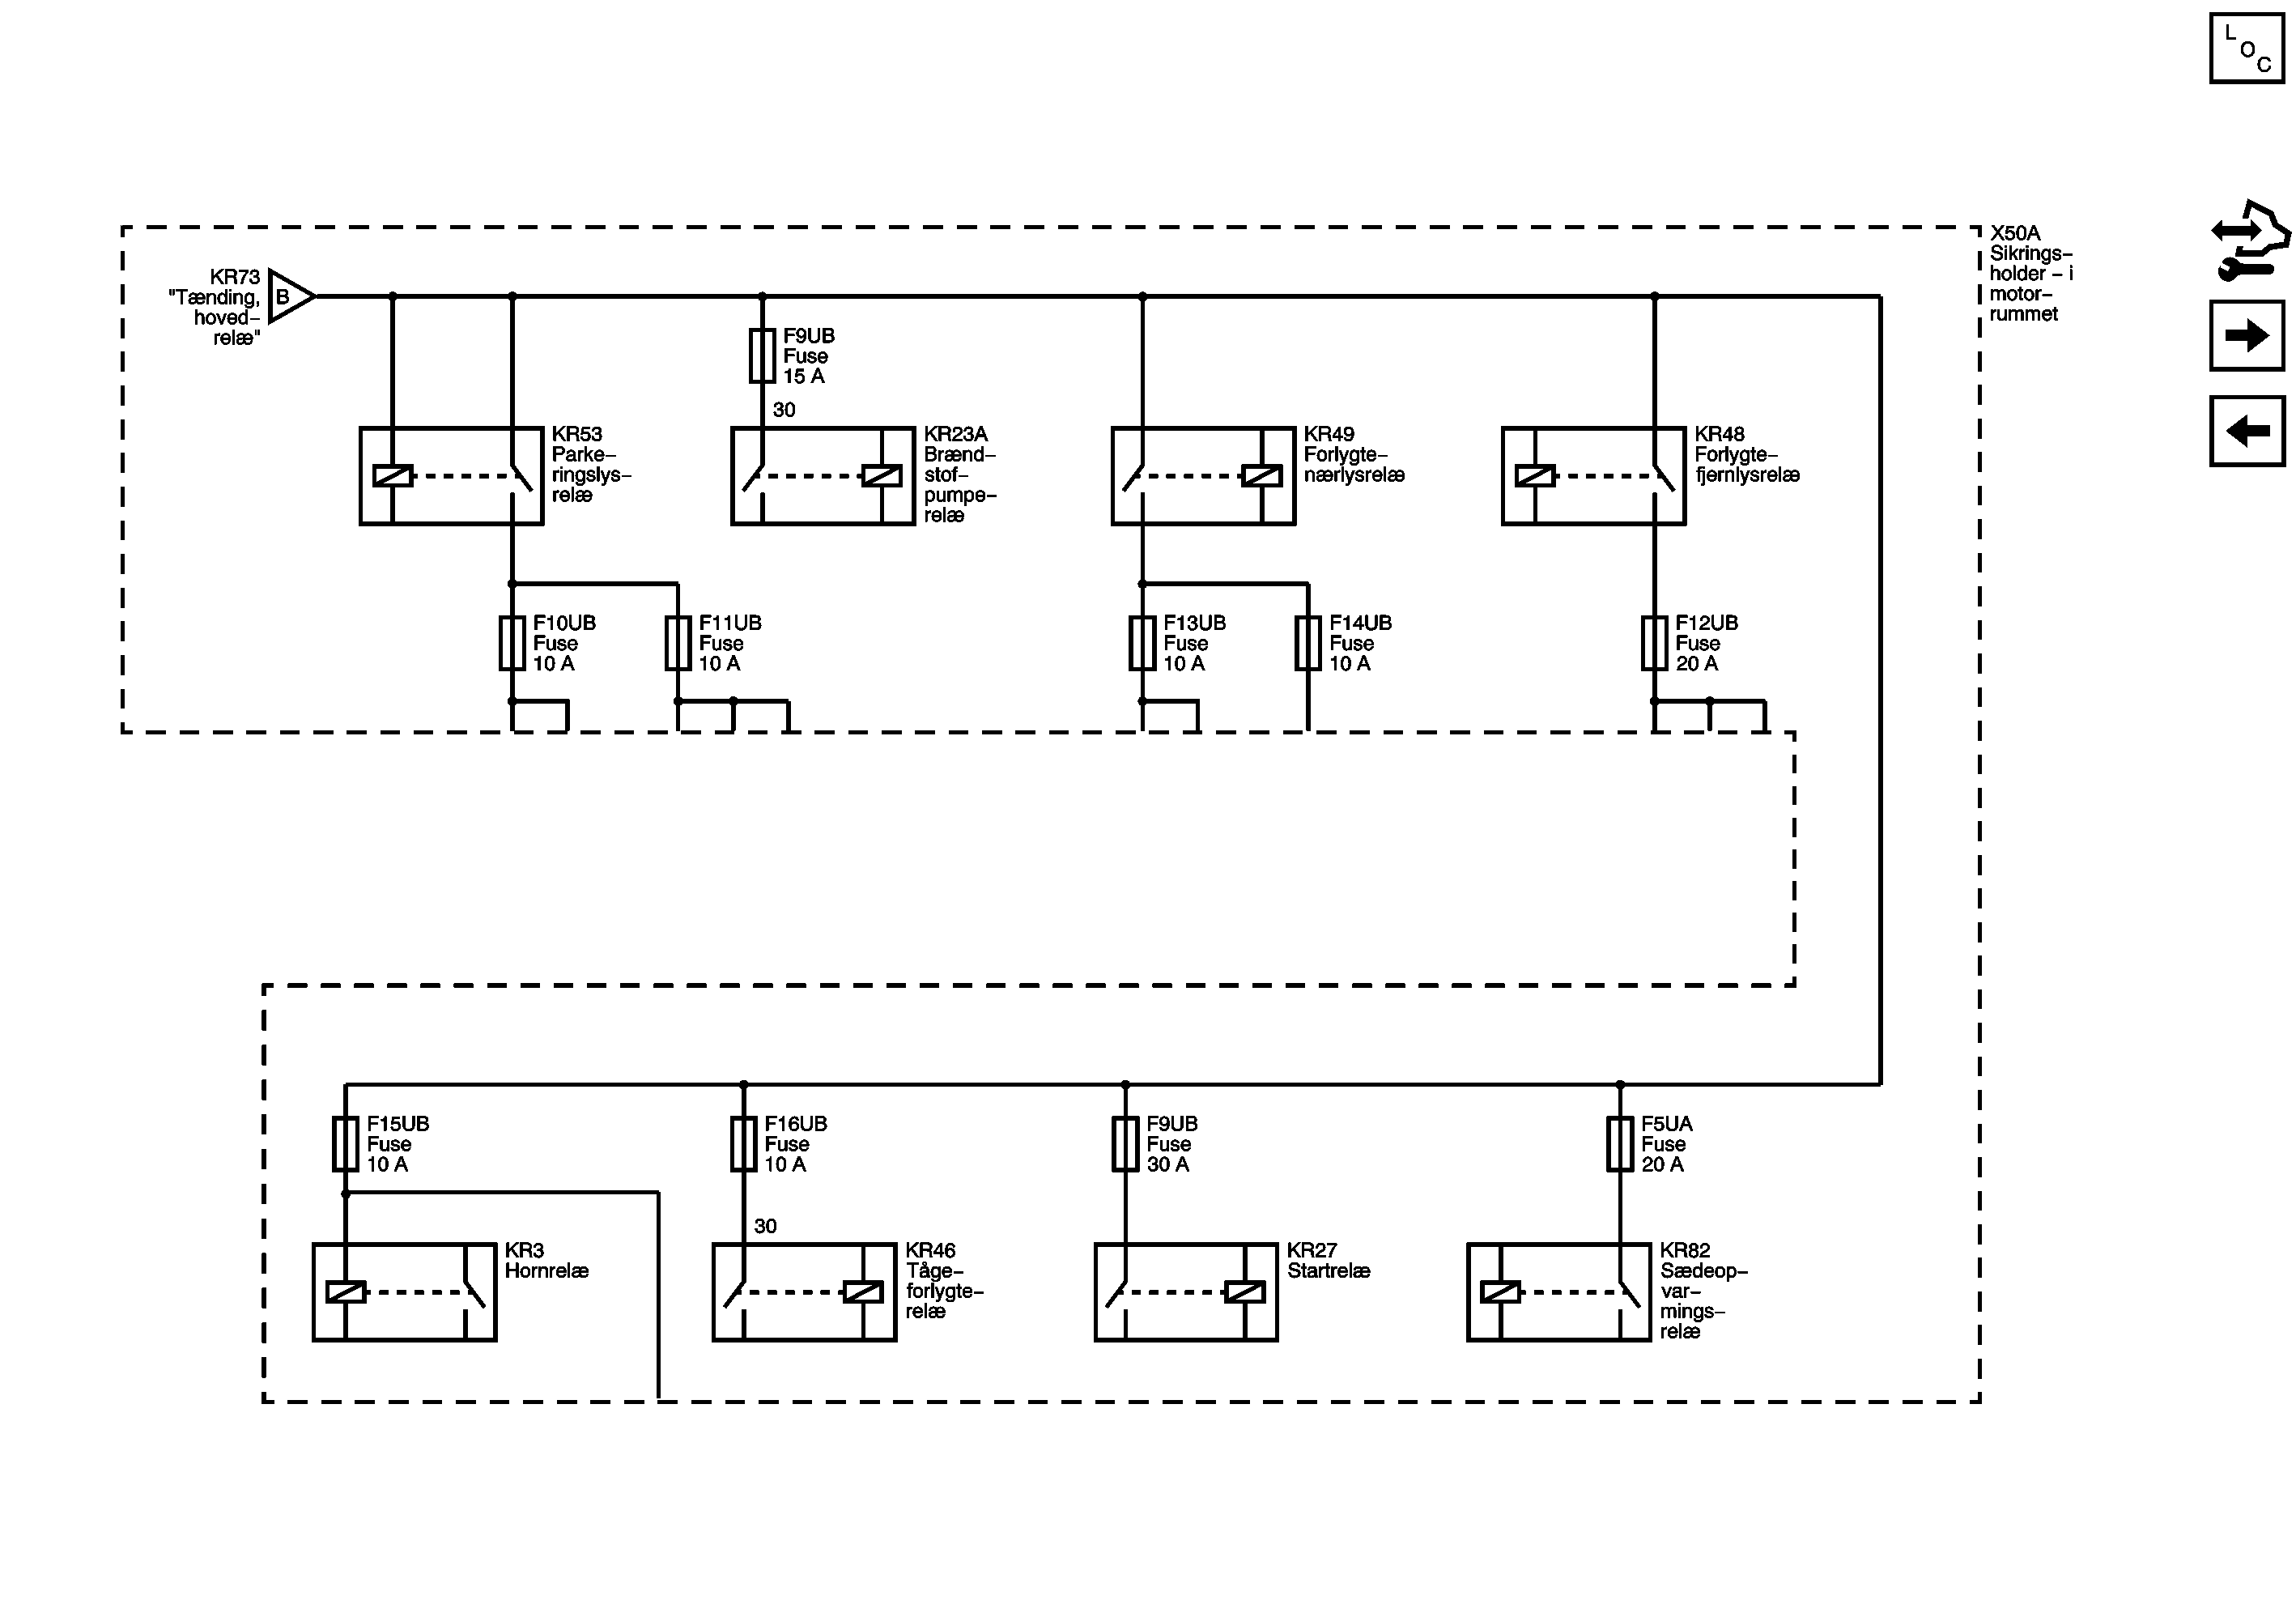 L
O
C
X50A
Sikrings–
holder – i
motor–
rummet
KR73
"Tænding,
hoved–
relæ"
B
F9UB
Fuse
15 A
30
KR53
Parke–
ringslys–
relæ
KR23A
Brænd–
stof–
pumpe–
relæ
KR49
Forlygte–
nærlysrelæ
KR48
Forlygte–
fjernlysrelæ
F10UB
Fuse
10 A
F11UB
Fuse
10 A
F13UB
Fuse
10 A
F14UB
Fuse
10 A
F12UB
Fuse
20 A
F15UB
Fuse
10 A
F16UB
Fuse
10 A
F9UB
Fuse
30 A
F5UA
Fuse
20 A
30
KR3
Hornrelæ
KR46
Tåge–
forlygte–
relæ
KR27
Startrelæ
KR82
Sædeop–
var–
mings–
relæ